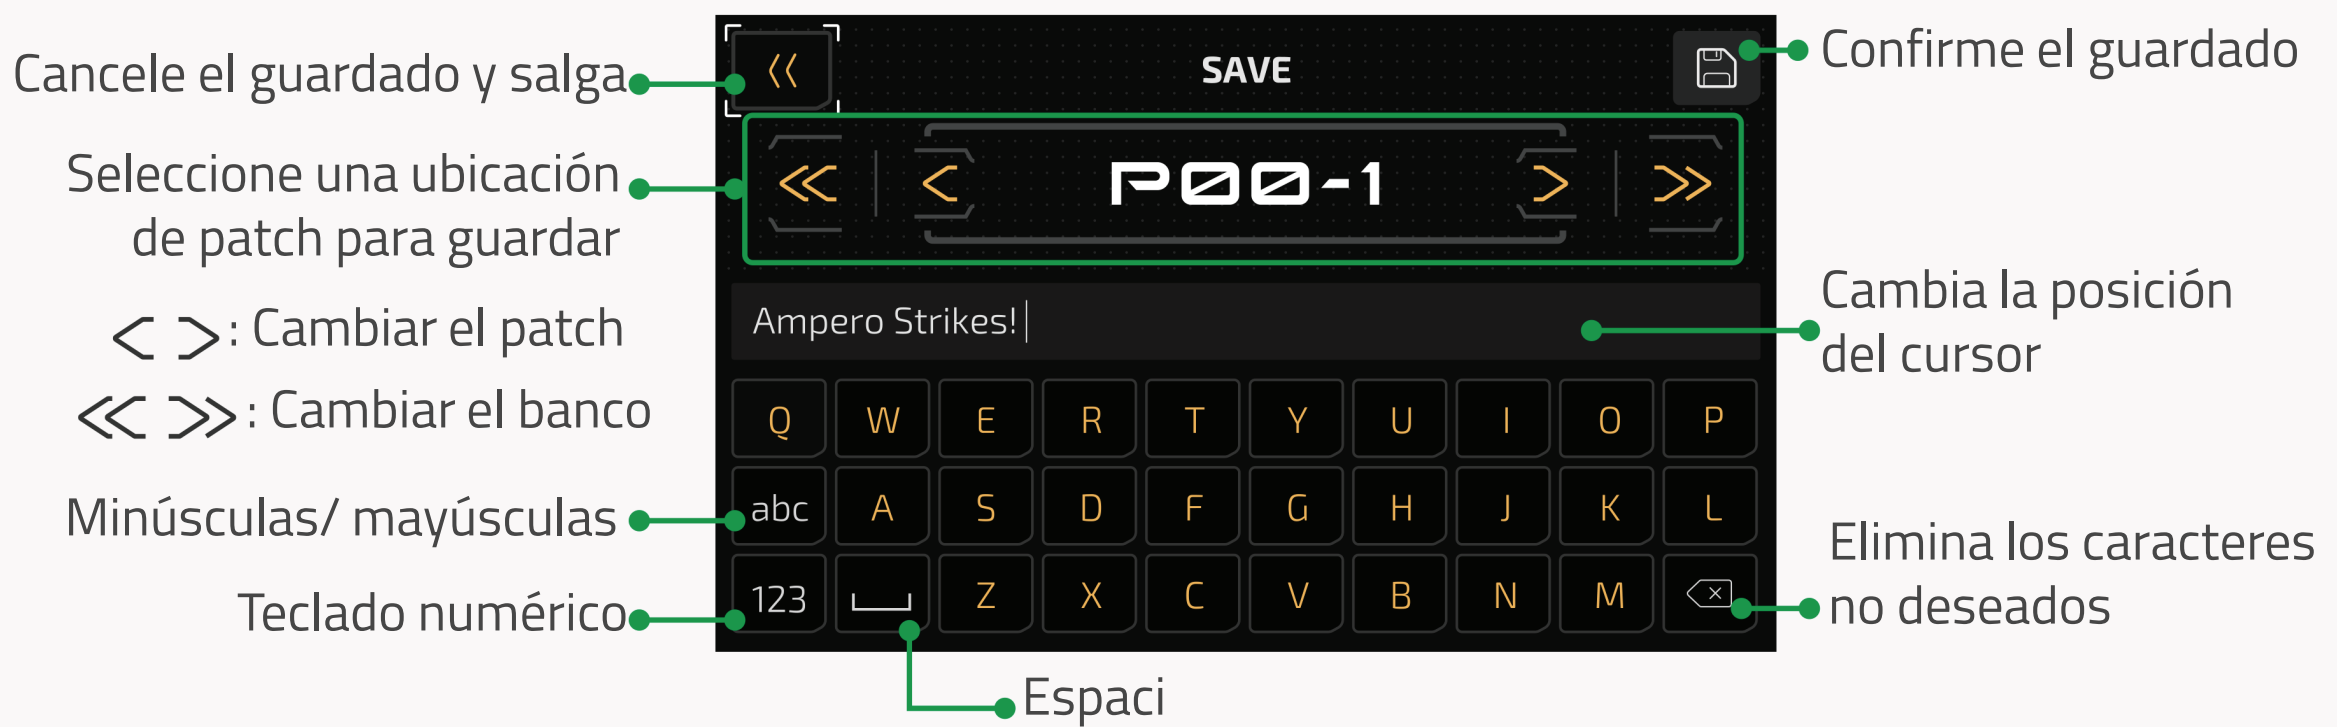 Cancele el guardado y salga
Seleccione una ubicación
de patch para guardar
< > : Cambiar el patch
<< >> : Cambiar el banco
Minúsculas/ mayúsculas
Teclado numérico
SAVE
P00-1
Ampero Strikes!
Q W E R T Y U I O P
abc A S D F G H J K L
123 Z X C V B N M
Espaci
Confirme el guardado
Cambia la posición
del cursor
Elimina los caracteres
no deseados